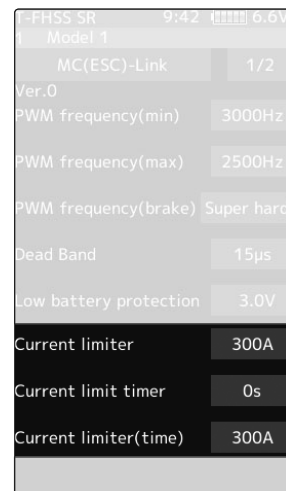 T-FHSS SR 9:42 6.6V
1 Model 1
MC(ESC)-Link 1/2
Ver.0
PWM frequency(min) 3000Hz
PWM frequency(max) 2500Hz
PWM frequency(brake) Super hard
Dead Band 15µs
Low battery protection 3.0V
Current limiter 300A
Current limit timer 0s
Current limiter(time) 300A